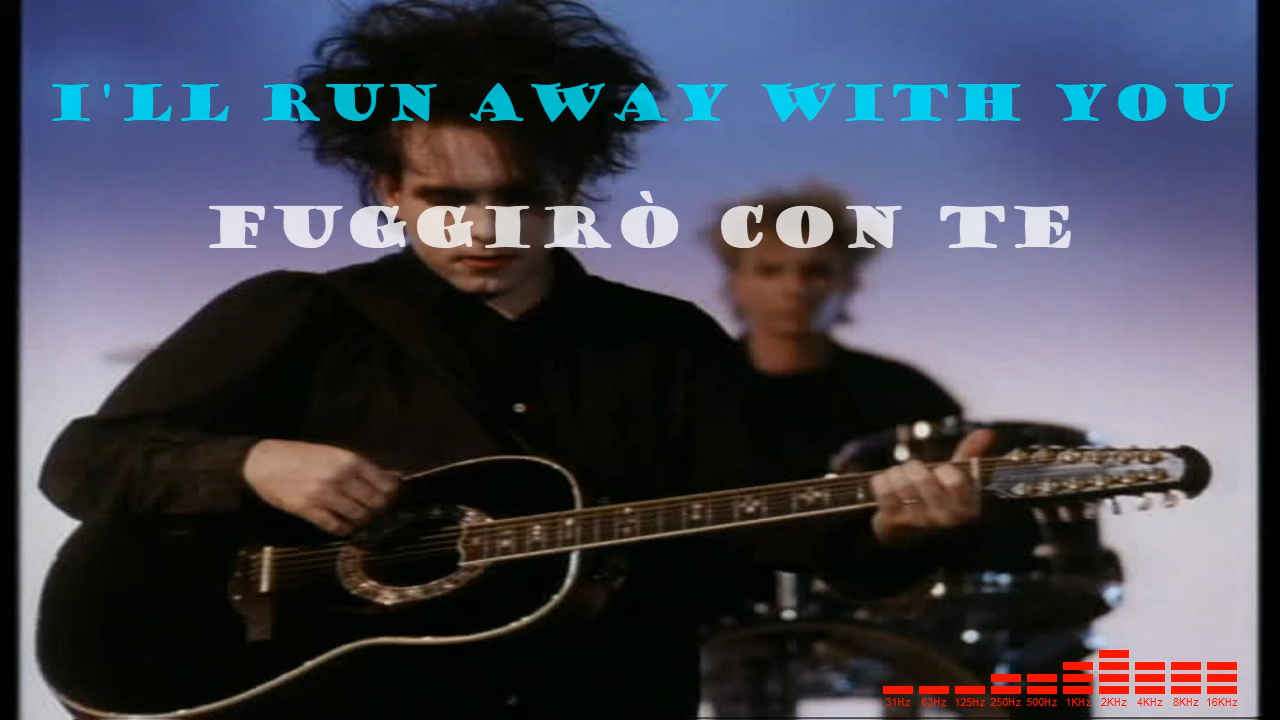 I'LL RUN AWAY WITH YOU
FUGGIRÒ CON TE
31Hz 63Hz 125Hz 250Hz 500Hz 1KHz 2KHz 4KHz 8KHz 16KHz